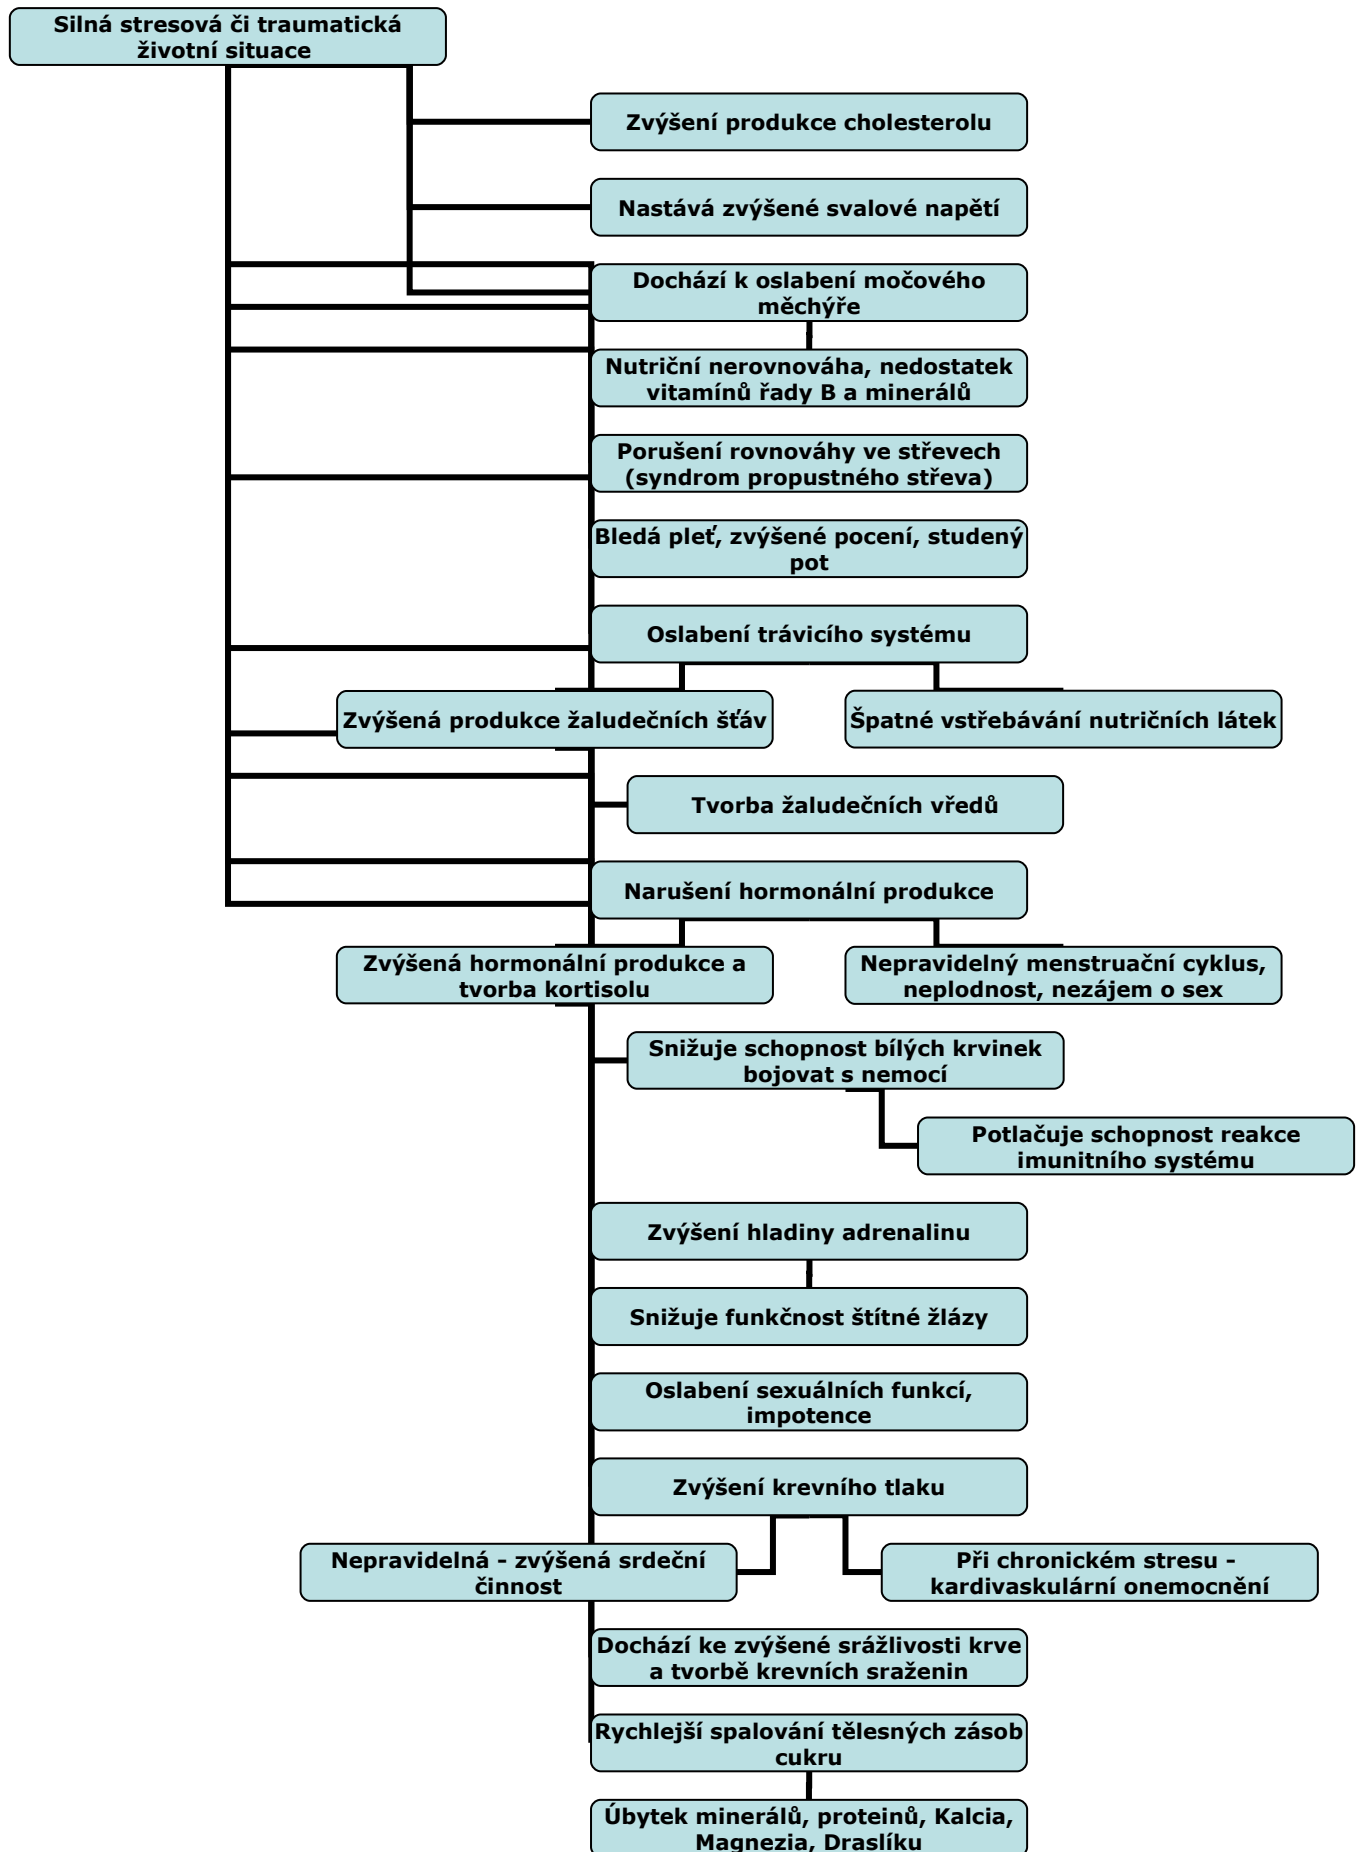 Silná stresová či traumatická
životní situace
Zvýšení produkce cholesterolu
Nastává zvýšené svalové napětí
Dochází k oslabení močového
měchýře
Nutriční nerovnováha, nedostatek
vitamínů řady B a minerálů
Porušení rovnováhy ve střevech
(syndrom propustného střeva)
Bledá pleť, zvýšené pocení, studený
pot
Oslabení trávicího systému
Zvýšená produkce žaludečních šťáv
Špatné vstřebávání nutričních látek
Tvorba žaludečních vředů
Narušení hormonální produkce
Zvýšená hormonální produkce a
tvorba kortisolu
Nepravidelný menstruační cyklus,
neplodnost, nezájem o sex
Snižuje schopnost bílých krvinek
bojovat s nemocí
Potlačuje schopnost reakce
imunitního systému
Zvýšení hladiny adrenalinu
Snižuje funkčnost štítné žlázy
Oslabení sexuálních funkcí,
impotence
Zvýšení krevního tlaku
Nepravidelná - zvýšená srdeční
činnost
Při chronickém stresu -
kardivaskulární onemocnění
Dochází ke zvýšené srážlivosti krve
a tvorbě krevních sraženin
Rychlejší spalování tělesných zásob
cukru
Úbytek minerálů, proteinů, Kalcia,
Magnezia, Draslíku